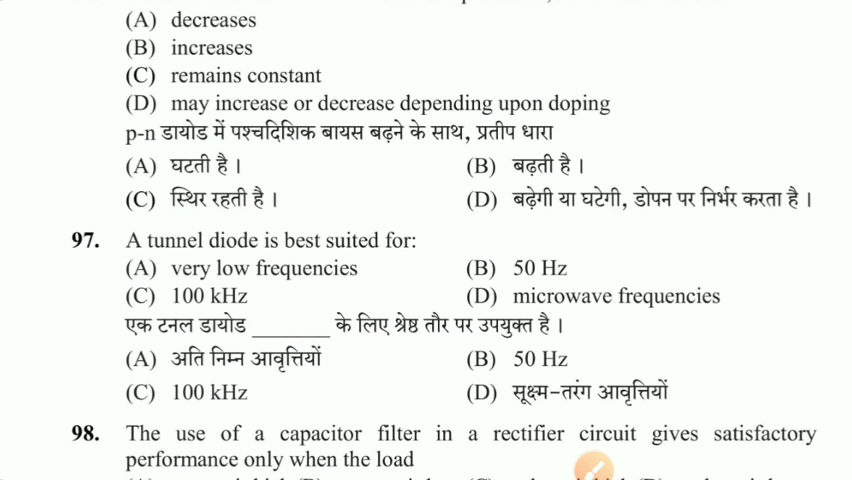 (A) decreases
(B) increases
(C) remains constant
(D) may increase or decrease depending upon doping
p-n डायोड में पश्चदिशिक बायस बढ़ने के साथ, प्रतीप धारा
(A) घटती है । (B) बढ़ती है ।
(C) स्थिर रहती है । (D) बढ़ेगी या घटेगी, डोपन पर निर्भर करता है ।
97. A tunnel diode is best suited for:
(A) very low frequencies (B) 50 Hz
(C) 100 kHz (D) microwave frequencies
एक टनल डायोड ________ के लिए श्रेष्ठ तौर पर उपयुक्त है ।
(A) अति निम्न आवृत्तियों (B) 50 Hz
(C) 100 kHz (D) सूक्ष्म-तरंग आवृत्तियों
98. The use of a capacitor filter in a rectifier circuit gives satisfactory
performance only when the load